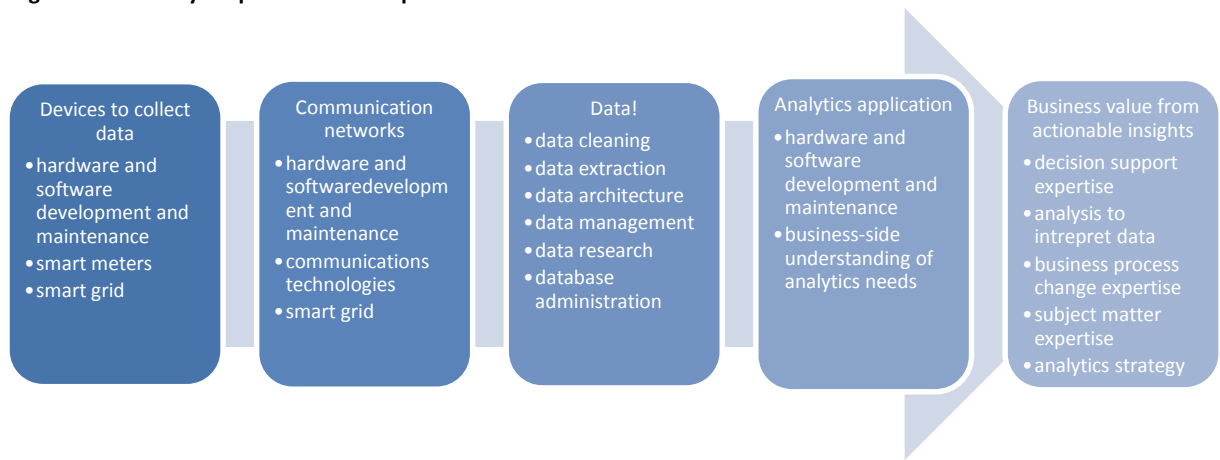 Devices to collect
data
•hardware and
software
development and
maintenance
•smart meters
•smart grid
Communication
networks
•hardware and
softwaredevelopm
ent and
maintenance
•communications
technologies
•smart grid
Data!
•data cleaning
•data extraction
•data architecture
•data management
•data research
•database
administration
Analytics application
•hardware and
software
development and
maintenance
•business-side
understanding of
analytics needs
Business value from
actionable insights
•decision support
expertise
•analysis to
intrepret data
•business process
change expertise
•subject matter
expertise
•analytics strategy